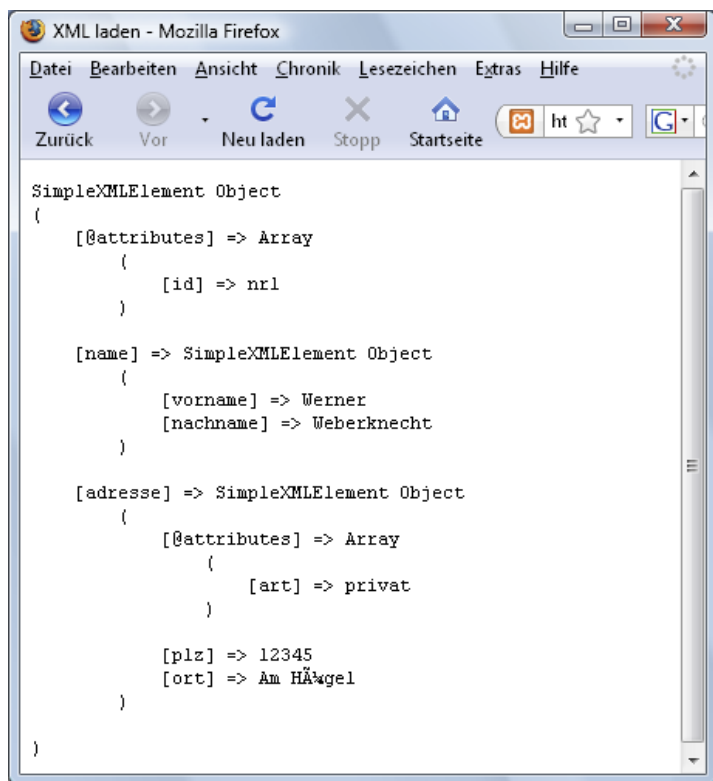 XML laden - Mozilla Firefox
Datei Bearbeiten Ansicht Chronik Lesezeichen Extras Hilfe
Zurück Vor Neu laden Stopp Startseite ht G
SimpleXMLElement Object
(
    [@attributes] => Array
        (
            [id] => nr1
        )
    [name] => SimpleXMLElement Object
        (
            [vorname] => Werner
            [nachname] => Weberknecht
        )
    [adresse] => SimpleXMLElement Object
        (
            [@attributes] => Array
                (
                    [art] => privat
                )
            [plz] => 12345
            [ort] => Am HÃ¼gel
        )
)